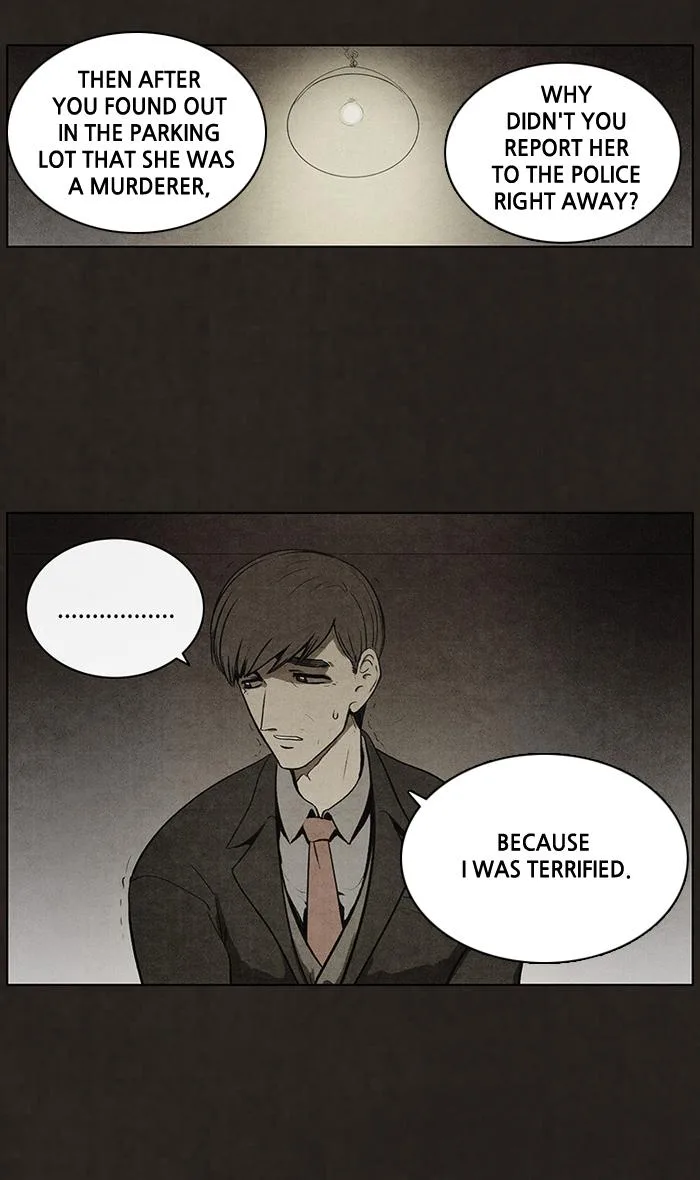 THEN AFTER
YOU FOUND OUT
IN THE PARKING
LOT THAT SHE WAS
A MURDERER,
WHY
DIDN'T YOU
REPORT HER
TO THE POLICE
RIGHT AWAY?
.................
BECAUSE
I WAS TERRIFIED.